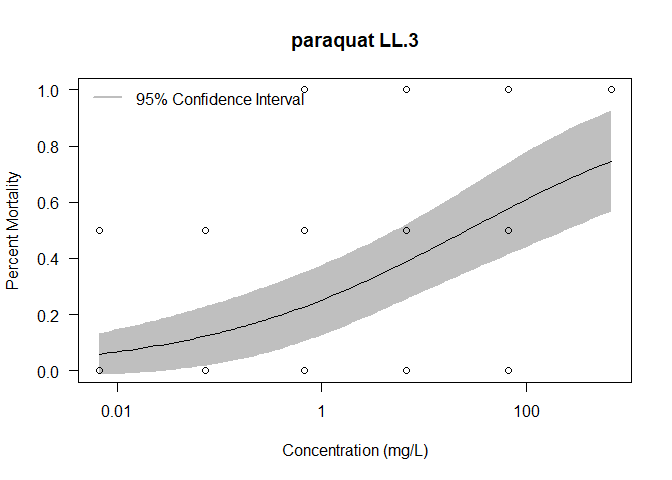 paraquat LL.3
95% Confidence Interval
1.0
0.8
0.6
0.4
0.2
0.0
Percent Mortality
0.01 1 100
Concentration (mg/L)